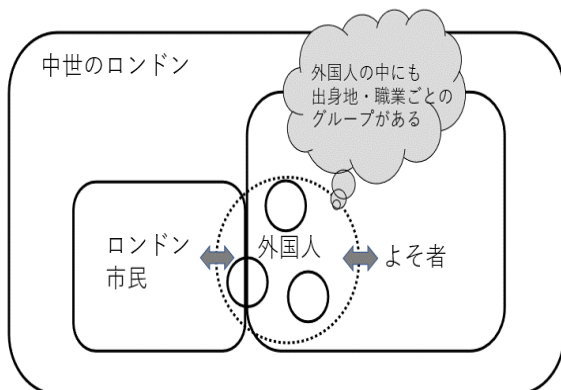 中世のロンドン
外国人の中にも
出身地・職業ごとの
グループがある
ロンドン
市民
外国人
よそ者